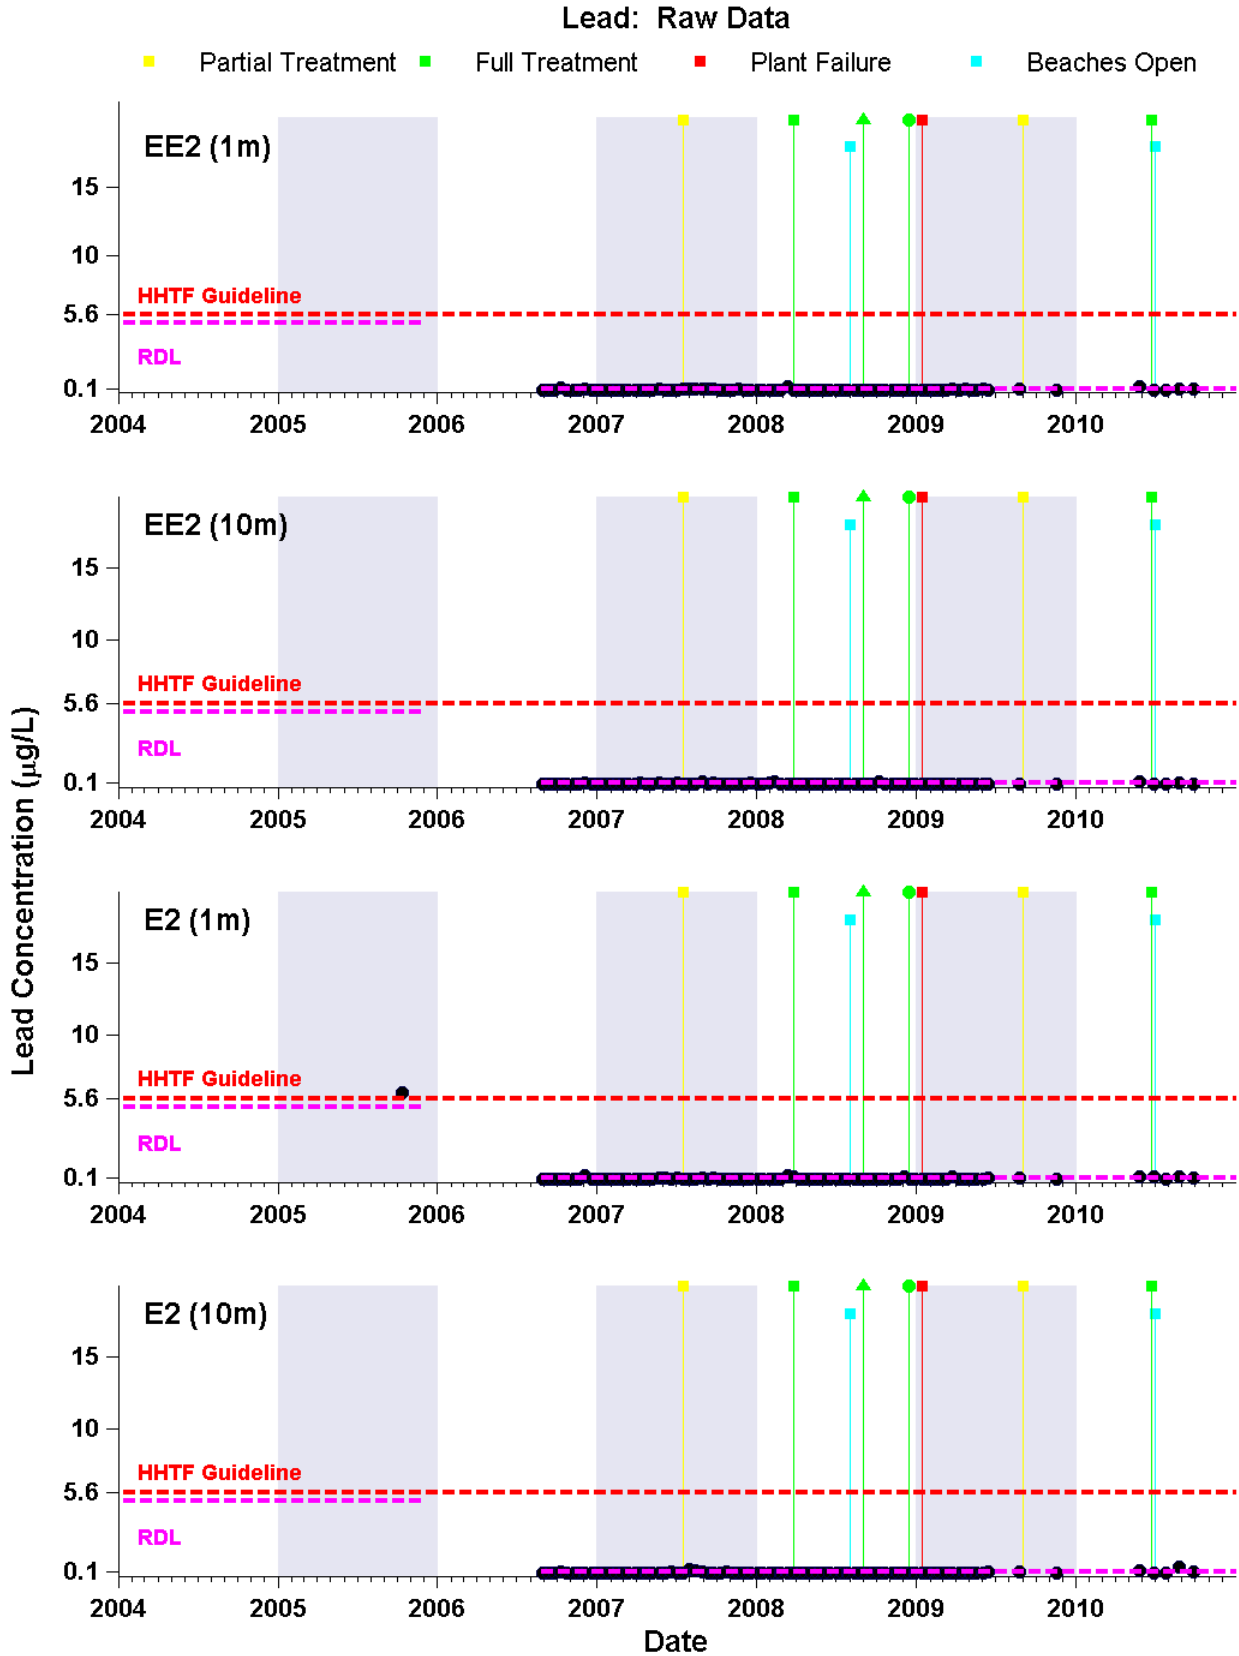 Lead: Raw Data
Partial Treatment Full Treatment Plant Failure Beaches Open
EE2 (1m)
15
10
HHTF Guideline
5.6
RDL
0.1
2004 2005 2006 2007 2008 2009 2010
EE2 (10m)
15
10
HHTF Guideline
5.6
RDL
0.1
2004 2005 2006 2007 2008 2009 2010
Lead Concentration (µg/L)
E2 (1m)
15
10
HHTF Guideline
5.6
RDL
0.1
2004 2005 2006 2007 2008 2009 2010
E2 (10m)
15
10
HHTF Guideline
5.6
RDL
0.1
2004 2005 2006 2007 2008 2009 2010
Date